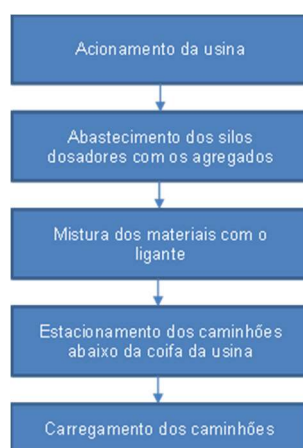 Acionamento da usina
Abastecimento dos silos
dosadores com os agregados
Mistura dos materiais com o
ligante
Estacionamento dos caminhões
abaixo da coifa da usina
Carregamento dos caminhões